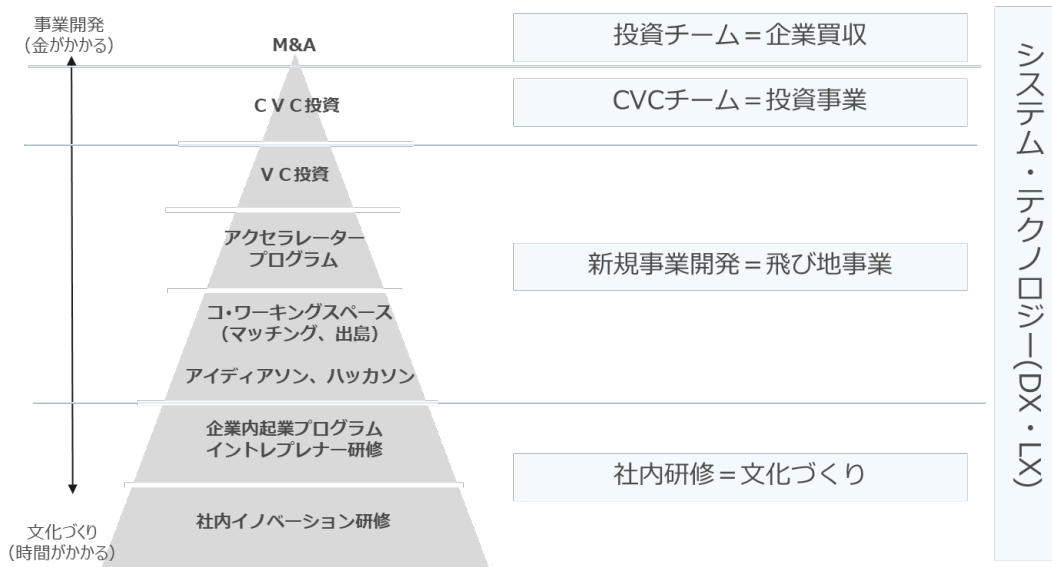 事業開発
(金がかかる)
M&A
ＣＶＣ投資
ＶＣ投資
アクセラレーター
プログラム
コ・ワーキングスペース
(マッチング、出島)
アイディアソン、ハッカソン
企業内起業プログラム
イントレプレナー研修
社内イノベーション研修
文化づくり
(時間がかかる)
投資チーム＝企業買収
CVCチーム＝投資事業
新規事業開発＝飛び地事業
社内研修＝文化づくり
システム・テクノロジー(DX・LX)